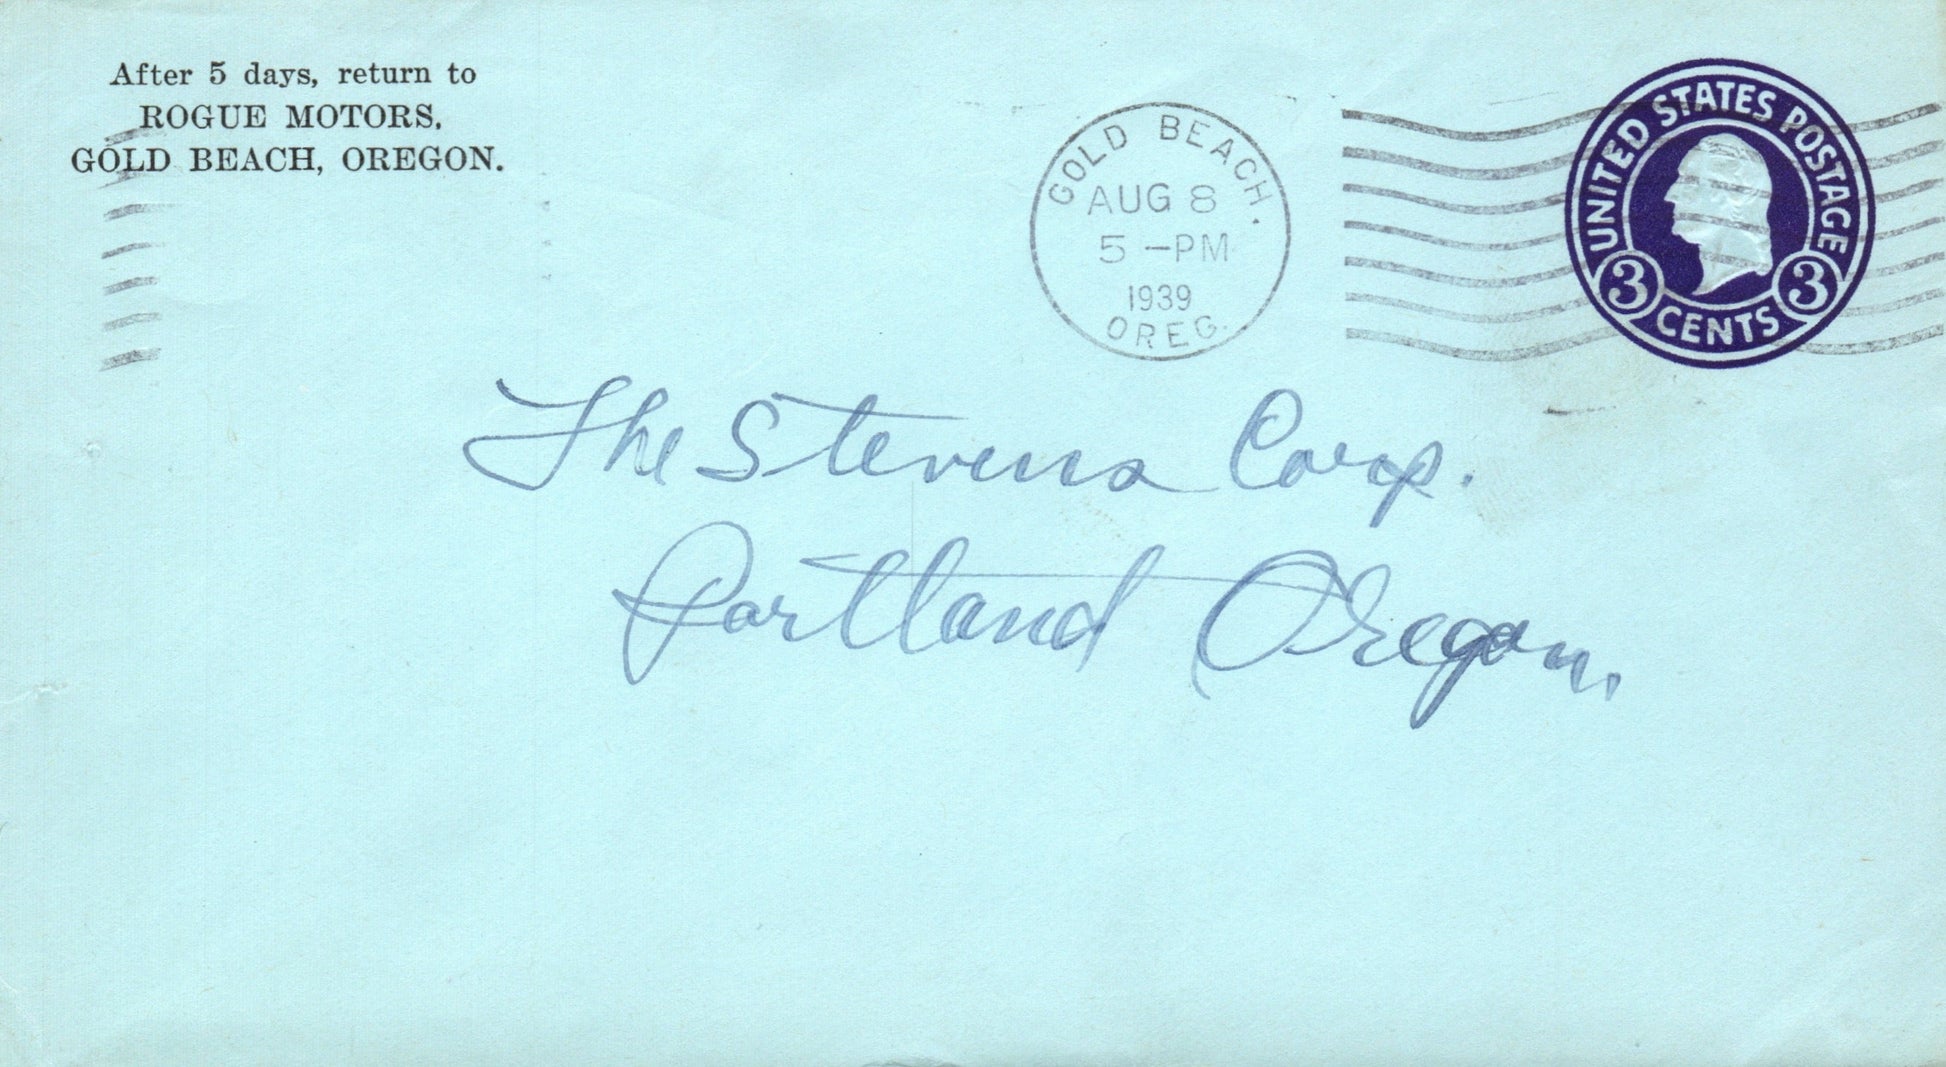 After 5 days, return to
ROGUE MOTORS,
GOLD BEACH, OREGON.
GOLD BEACH.
AUG 8
5 -PM
1939
OREG.
UNITED STATES POSTAGE
3 CENTS 3
The Stevens Corp.
Portland Oregon.